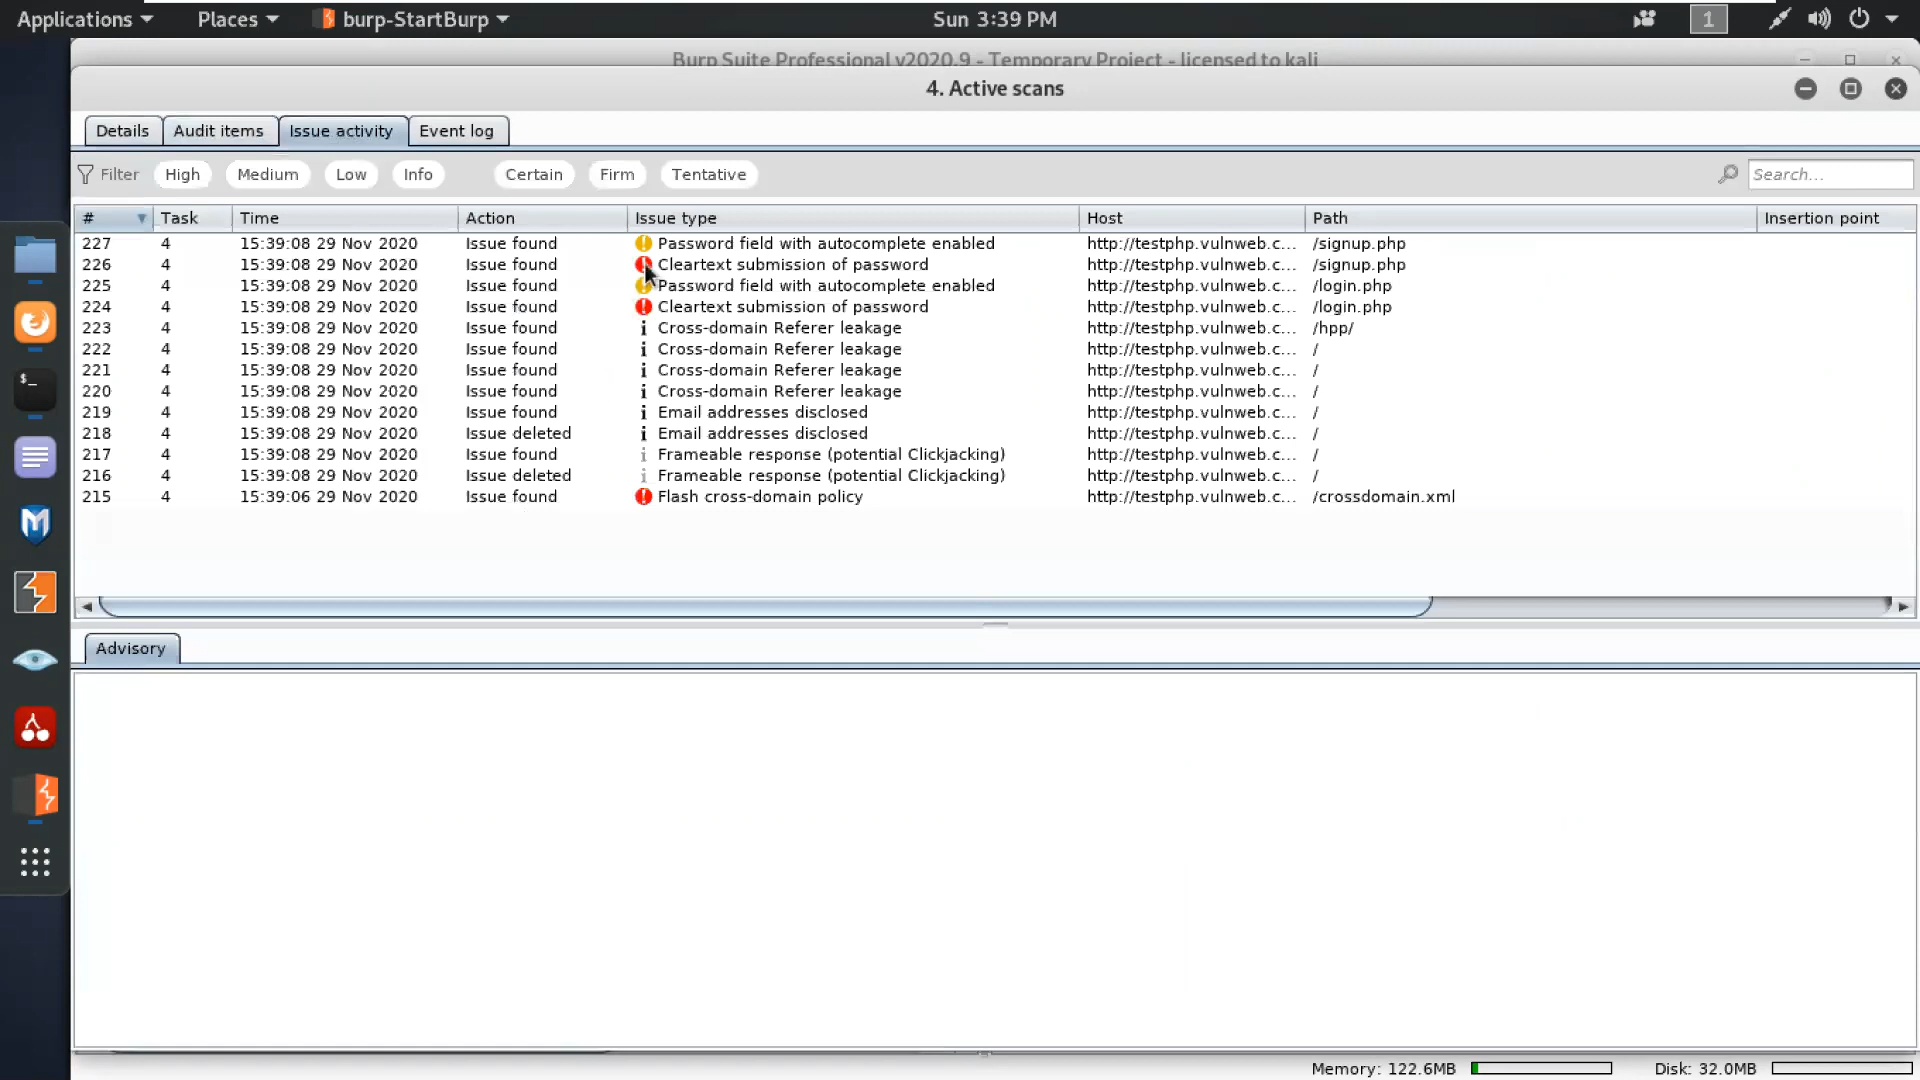 Applications Places burp-StartBurp Sun 3:39 PM 1
Burp Suite Professional v2020.9 - Temporary Project - licensed to kali
4. Active scans
Details Audit items Issue activity Event log
Filter High Medium Low Info Certain Firm Tentative Search...
# Task Time Action Issue type Host Path Insertion point
227 4 15:39:08 29 Nov 2020 Issue found Password field with autocomplete enabled http://testphp.vulnweb.c... /signup.php
226 4 15:39:08 29 Nov 2020 Issue found Cleartext submission of password http://testphp.vulnweb.c... /signup.php
225 4 15:39:08 29 Nov 2020 Issue found Password field with autocomplete enabled http://testphp.vulnweb.c... /login.php
224 4 15:39:08 29 Nov 2020 Issue found Cleartext submission of password http://testphp.vulnweb.c... /login.php
223 4 15:39:08 29 Nov 2020 Issue found Cross-domain Referer leakage http://testphp.vulnweb.c... /hpp/
222 4 15:39:08 29 Nov 2020 Issue found Cross-domain Referer leakage http://testphp.vulnweb.c... /
221 4 15:39:08 29 Nov 2020 Issue found Cross-domain Referer leakage http://testphp.vulnweb.c... /
220 4 15:39:08 29 Nov 2020 Issue found Cross-domain Referer leakage http://testphp.vulnweb.c... /
219 4 15:39:08 29 Nov 2020 Issue found Email addresses disclosed http://testphp.vulnweb.c... /
218 4 15:39:08 29 Nov 2020 Issue deleted Email addresses disclosed http://testphp.vulnweb.c... /
217 4 15:39:08 29 Nov 2020 Issue found Frameable response (potential Clickjacking) http://testphp.vulnweb.c... /
216 4 15:39:08 29 Nov 2020 Issue deleted Frameable response (potential Clickjacking) http://testphp.vulnweb.c... /
215 4 15:39:06 29 Nov 2020 Issue found Flash cross-domain policy http://testphp.vulnweb.c... /crossdomain.xml
Advisory
Memory: 122.6MB Disk: 32.0MB